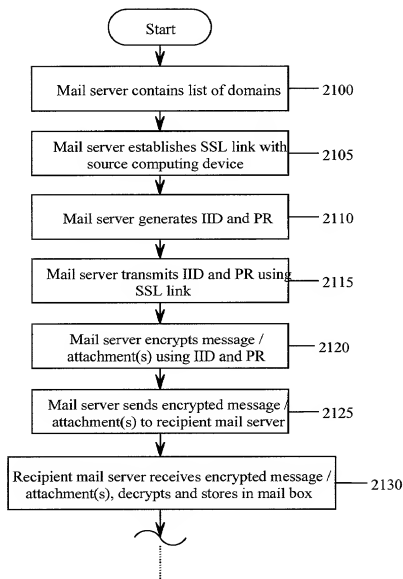 Start
Mail server contains list of domains
2100
Mail server establishes SSL link with
source computing device
2105
Mail server generates IID and PR
2110
Mail server transmits IID and PR using
SSL link
2115
Mail server encrypts message /
attachment(s) using IID and PR
2120
Mail server sends encrypted message /
attachment(s) to recipient mail server
2125
Recipient mail server receives encrypted message /
attachment(s), decrypts and stores in mail box
2130